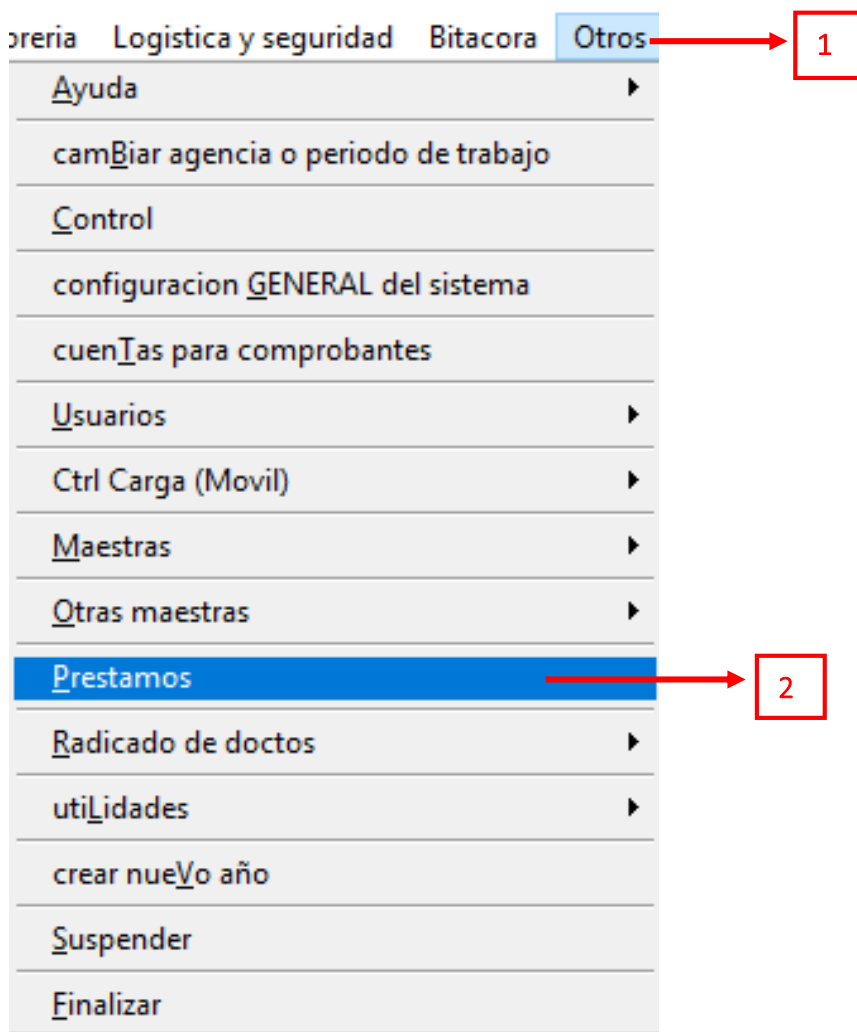 oreria Logistica y seguridad Bitacora Otros 1
Ayuda
camBiar agencia o periodo de trabajo
Control
configuracion GENERAL del sistema
cuenTas para comprobantes
Usuarios
Ctrl Carga (Movil)
Maestras
Otras maestras
Prestamos 2
Radicado de doctos
utiLidades
crear nueVo año
Suspender
Finalizar